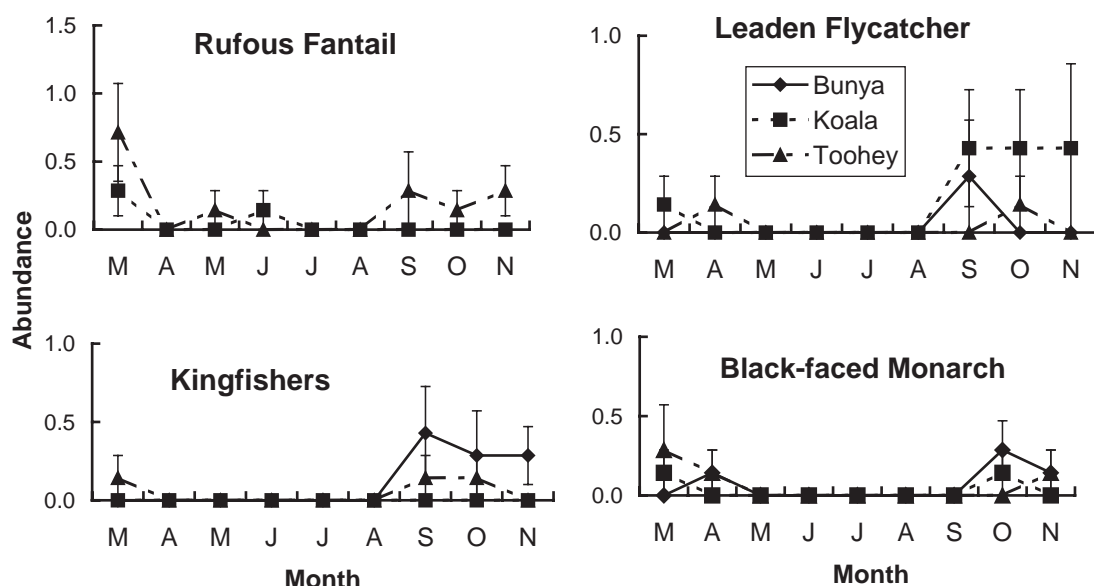 Rufous Fantail
1.5
1.0
0.5
0.0
M A M J J A S O N
Leaden Flycatcher
1.0
0.5
0.0
Bunya
Koala
Toohey
M A M J J A S O N
Abundance
Kingfishers
1.0
0.5
0.0
M A M J J A S O N
Month
Black-faced Monarch
1.0
0.5
0.0
M A M J J A S O N
Month